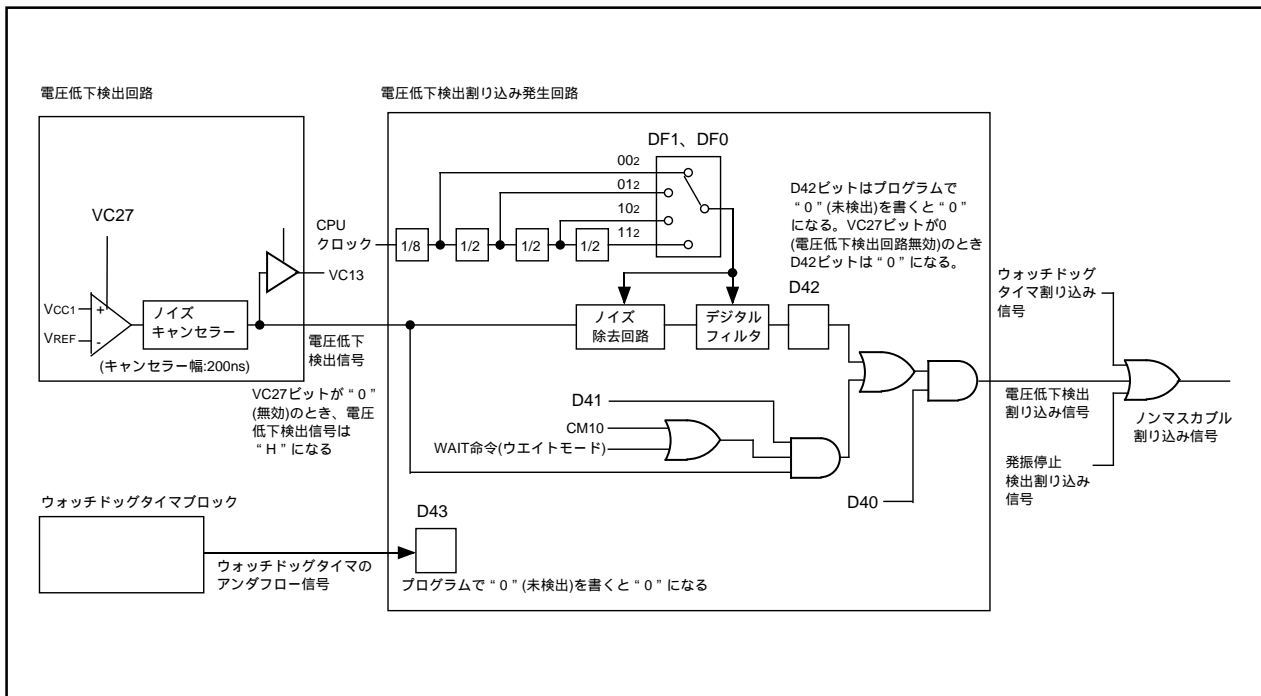 電圧低下検出回路
VC27
VCC1
+
VREF
-
ノイズ
キャンセラー
(キャンセラー幅:200ns)
VC13
電圧低下
検出信号
VC27ビットが“0”
(無効)のとき、電圧
低下検出信号は
“H”になる
電圧低下検出割り込み発生回路
DF1、DF0
002
012
102
112
CPU
クロック
1/8
1/2
1/2
1/2
D42ビットはプログラムで
“0”(未検出)を書くと“0”
になる。VC27ビットが0
(電圧低下検出回路無効)のとき
D42ビットは“0”になる。
D42
ノイズ
除去回路
デジタル
フィルタ
D41
CM10
WAIT命令(ウエイトモード)
D40
ウォッチドッグ
タイマ割り込み
信号
電圧低下検出
割り込み信号
発振停止
検出割り込み
信号
ノンマスカブル
割り込み信号
ウォッチドッグタイマブロック
ウォッチドッグタイマの
アンダフロー信号
D43
プログラムで“0”(未検出)を書くと“0”になる